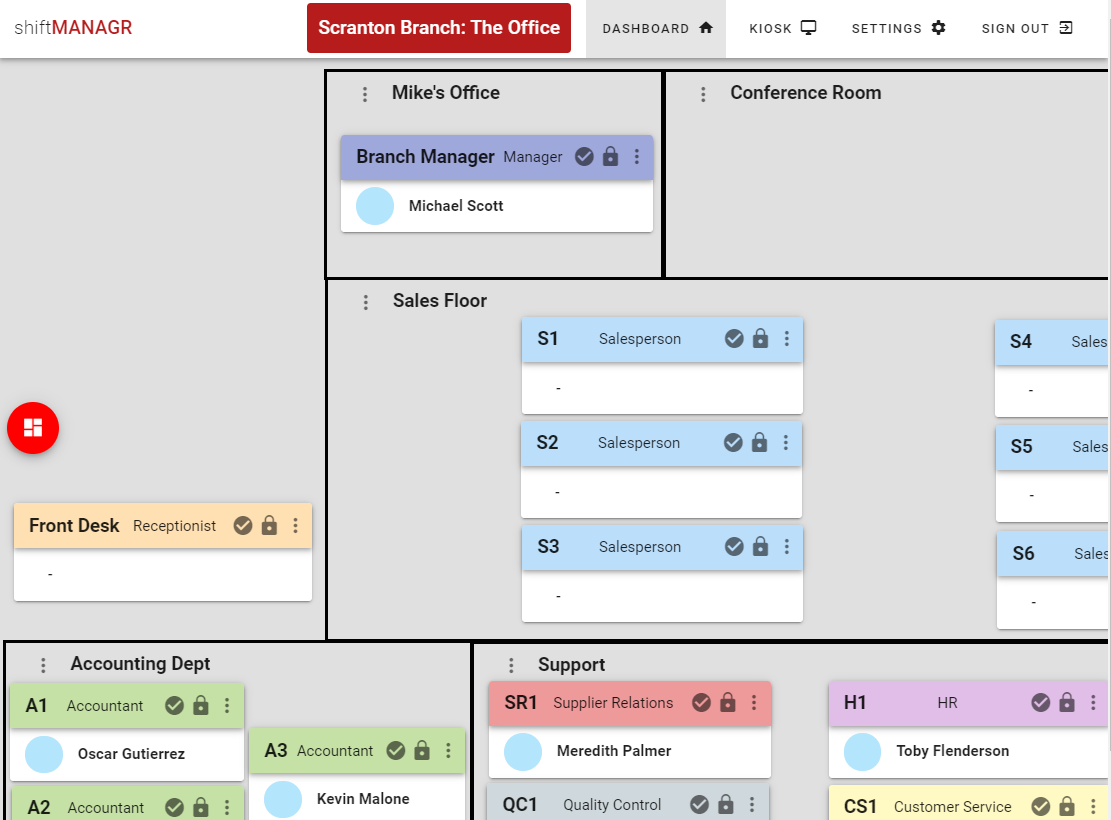 shiftMANAGR
Scranton Branch: The Office
DASHBOARD
KIOSK
SETTINGS
SIGN OUT
Mike's Office
Conference Room
Branch Manager Manager
Michael Scott
Sales Floor
S1 Salesperson
-
S2 Salesperson
-
S3 Salesperson
-
S4 Sales
-
S5 Sales
-
S6 Sales
-
Front Desk Receptionist
-
Accounting Dept
A1 Accountant
Oscar Gutierrez
A2 Accountant
A3 Accountant
Kevin Malone
Support
SR1 Supplier Relations
Meredith Palmer
QC1 Quality Control
H1 HR
Toby Flenderson
CS1 Customer Service